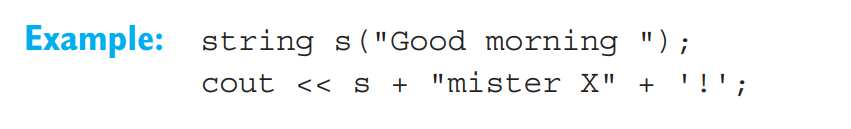 Example: string s("Good morning ");
cout << s + "mister X" + '!';